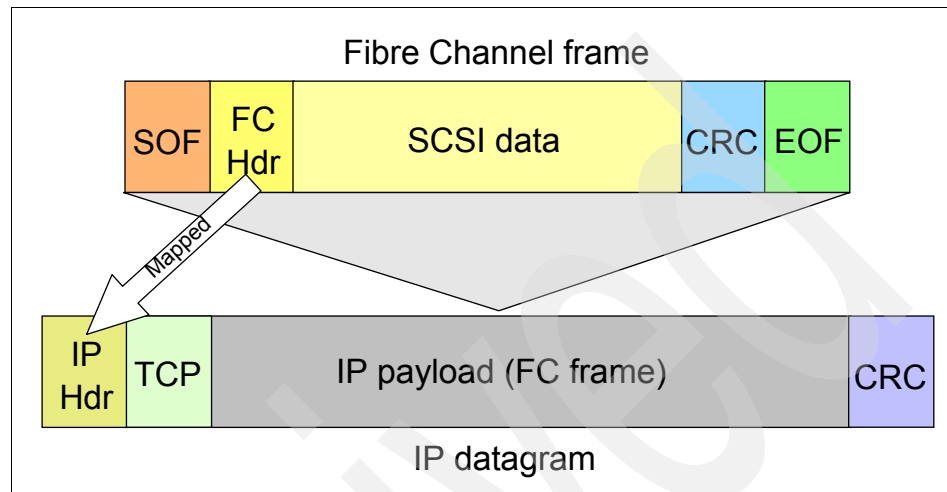 Fibre Channel frame
SOF
FC
Hdr
SCSI data
CRC
EOF
Mapped
IP
Hdr
TCP
IP payload (FC frame)
CRC
IP datagram